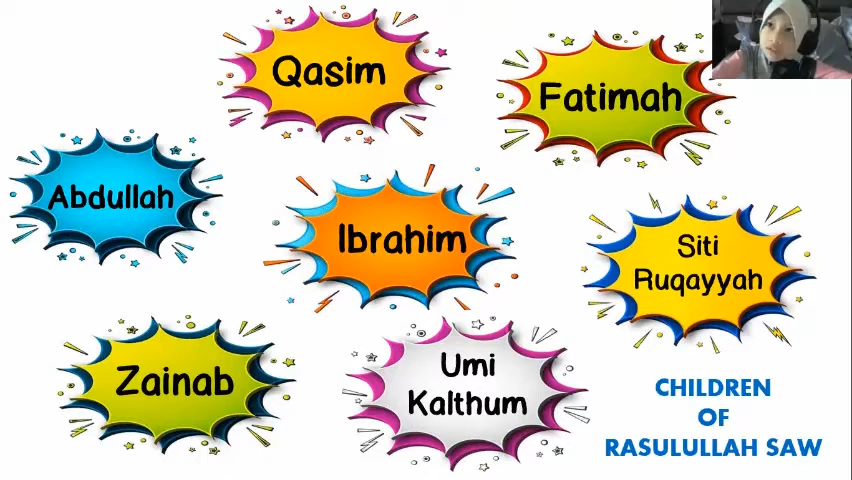 Qasim
Fatimah
Abdullah
Ibrahim
Siti
Ruqayyah
Zainab
Umi
Kalthum
CHILDREN
OF
RASULULLAH SAW